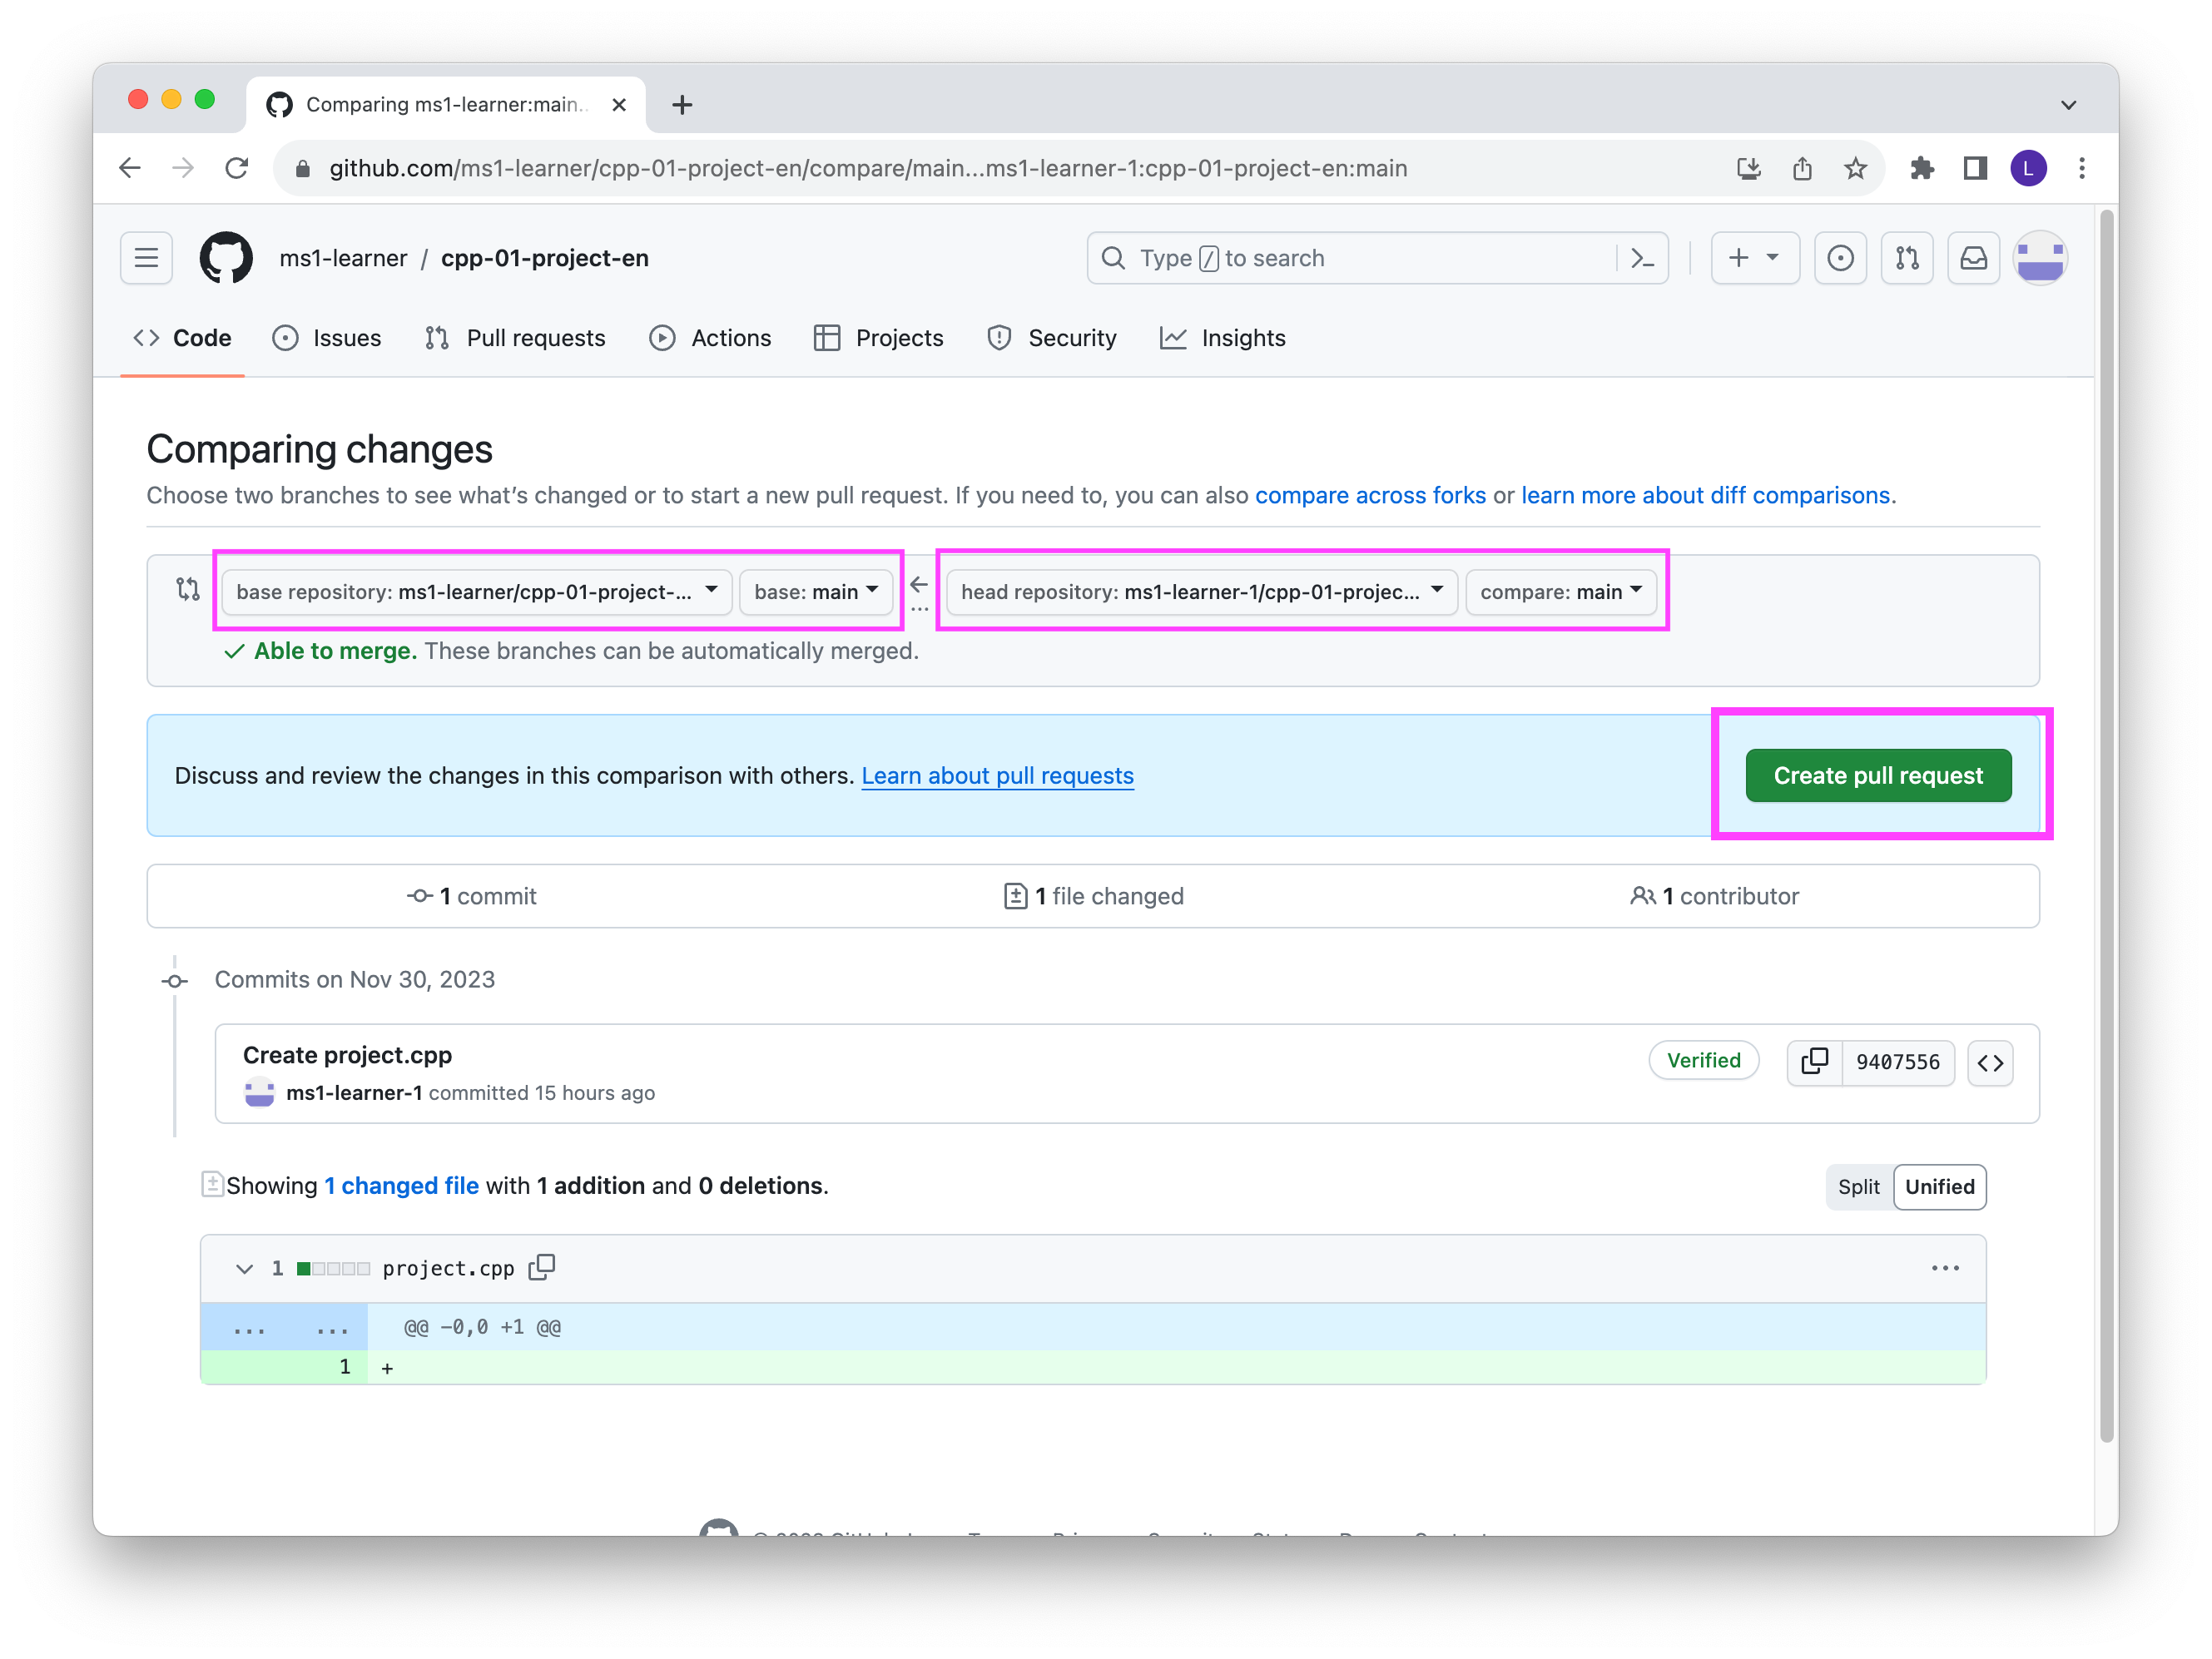 Comparing ms1-learner:main...
github.com/ms1-learner/cpp-01-project-en/compare/main...ms1-learner-1:cpp-01-project-en:main
L
ms1-learner / cpp-01-project-en
Type / to search
Code Issues Pull requests Actions Projects Security Insights
Comparing changes
Choose two branches to see what’s changed or to start a new pull request. If you need to, you can also compare across forks or learn more about diff comparisons.
base repository: ms1-learner/cpp-01-project-... base: main head repository: ms1-learner-1/cpp-01-projec... compare: main
Able to merge. These branches can be automatically merged.
Discuss and review the changes in this comparison with others. Learn about pull requests Create pull request
1 commit 1 file changed 1 contributor
Commits on Nov 30, 2023
Create project.cpp
Verified 9407556
ms1-learner-1 committed 15 hours ago
Showing 1 changed file with 1 addition and 0 deletions. Split Unified
1 project.cpp ...
... ... @@ -0,0 +1 @@
1 +